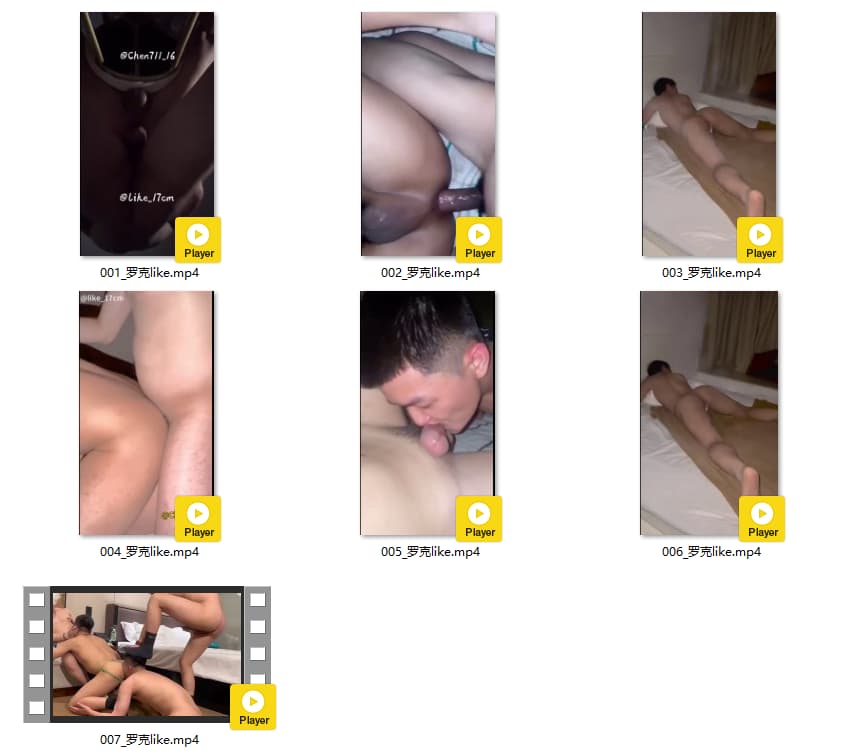 @Chen711_16
@like_17cm
Player
Player
Player
001_罗克like.mp4
002_罗克like.mp4
003_罗克like.mp4
@like_17cm
Player
Player
Player
004_罗克like.mp4
005_罗克like.mp4
006_罗克like.mp4
Player
007_罗克like.mp4